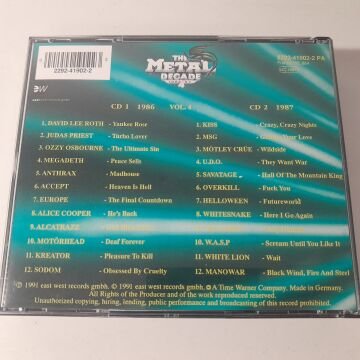 THE
METAL
DECADE
2292-41902-2
2292-41902-2 PA
EW
CD 1 1986 VOL. 4 CD 2 1987
1. DAVID LEE ROTH - Yankee Rose
2. JUDAS PRIEST - Turbo Lover
3. OZZY OSBOURNE - The Ultimate Sin
4. MEGADETH - Peace Sells
5. ANTHRAX - Madhouse
6. ACCEPT - Heaven Is Hell
7. EUROPE - The Final Countdown
8. ALICE COOPER - He's Back
9. ALCATRAZZ
10. MOTÖRHEAD - Deaf Forever
11. KREATOR - Pleasure To Kill
12. SODOM - Obsessed By Cruelty
1. KISS - Crazy, Crazy Nights
2. MSG - Your Love
3. MÖTLEY CRÜE - Wildside
4. U.D.O. - They Want War
5. SAVATAGE - Hall Of The Mountain King
6. OVERKILL - Fuck You
7. HELLOWEEN - Futureworld
8. WHITESNAKE - Here I Go Again
10. W.A.S.P - Scream Until You Like It
11. WHITE LION - Wait
12. MANOWAR - Black Wind, Fire And Steel
℗ 1991 east west records gmbh. © 1991 east west records gmbh. A Time Warner Company. Made in Germany.
All Rights of the Producer and of the work reproduced reserved.
Unauthorized copying, hiring, lending, public performance and broadcasting of this record prohibited.